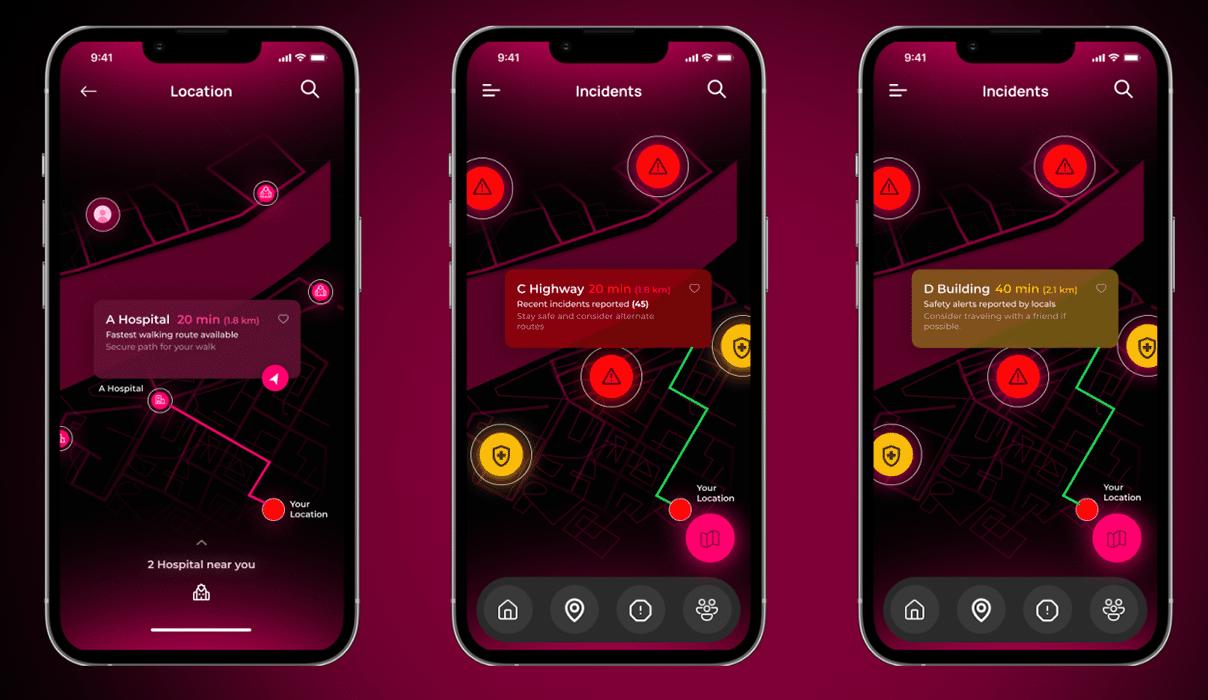 9:41
Location
A Hospital 20 min (1.8 km)
Fastest walking route available
Secure path for your walk
A Hospital
Your
Location
2 Hospital near you
9:41
Incidents
C Highway 20 min (1.8 km)
Recent incidents reported (45)
Stay safe and consider alternate
routes
Your
Location
9:41
Incidents
D Building 40 min (2.1 km)
Safety alerts reported by locals
Consider traveling with a friend if
possible.
Your
Location